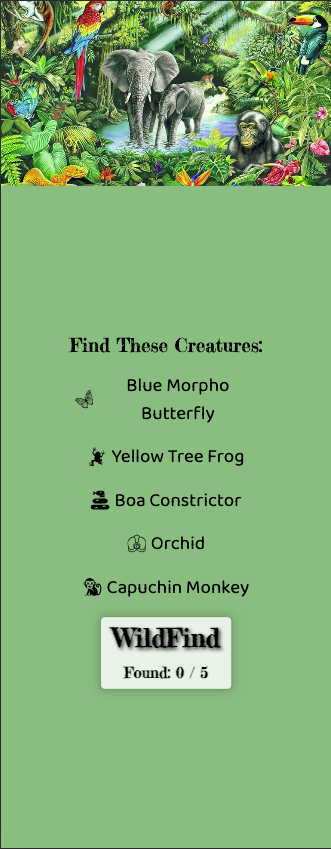 Find These Creatures:
Blue Morpho
Butterfly
Yellow Tree Frog
Boa Constrictor
Orchid
Capuchin Monkey
WildFind
Found: 0 / 5